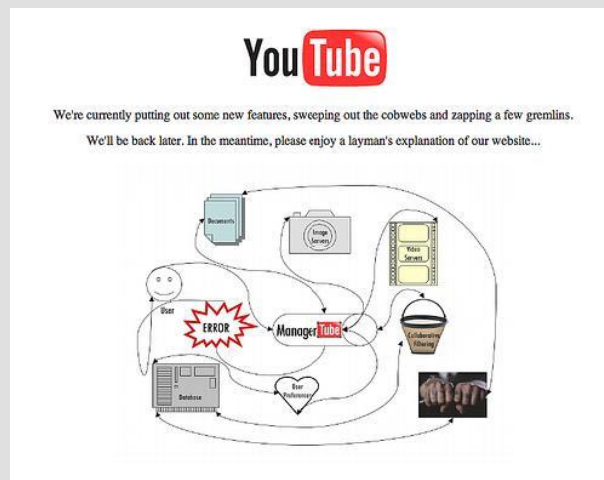 YouTube
We're currently putting out some new features, sweeping out the cobwebs and zapping a few gremlins.
We'll be back later. In the meantime, please enjoy a layman's explanation of our website...
Documents
Image
Servers
Video
Servers
User
ERROR
ManagerTube
Collaborative
Filtering
Database
User
Preferences